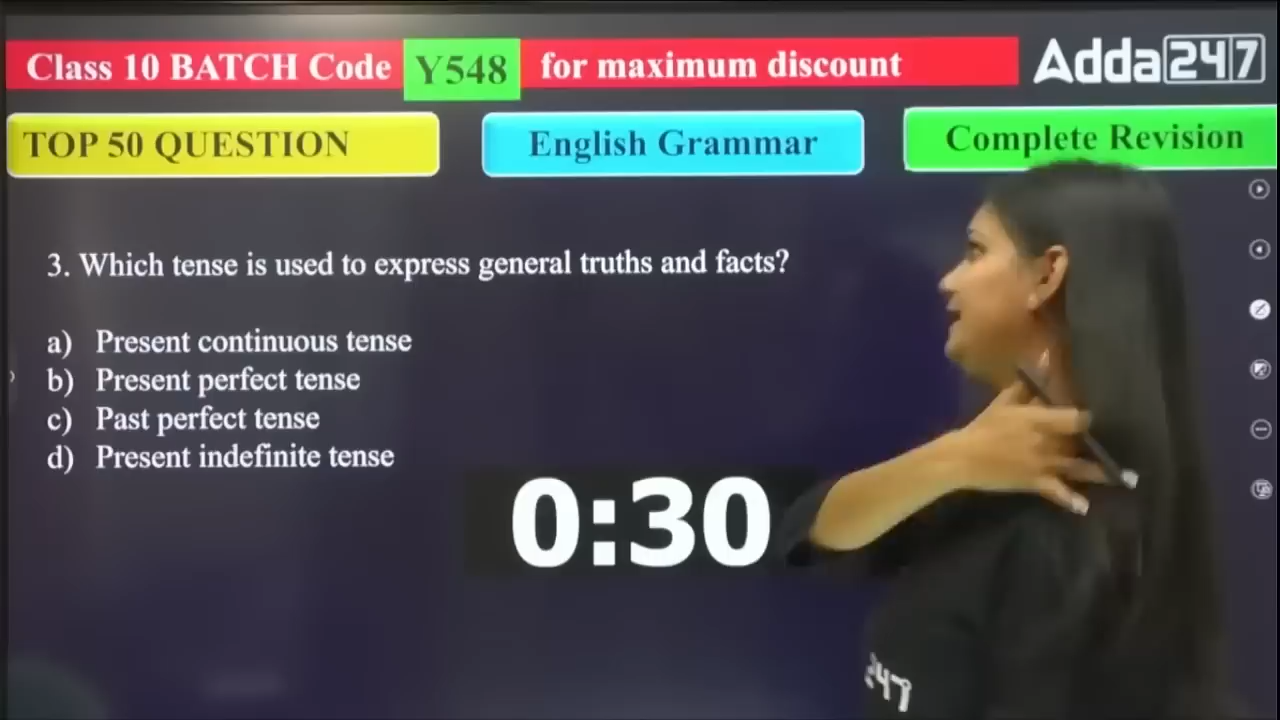 Class 10 BATCH Code Y548 for maximum discount
Adda247
TOP 50 QUESTION
English Grammar
Complete Revision
3. Which tense is used to express general truths and facts?
a) Present continuous tense
b) Present perfect tense
c) Past perfect tense
d) Present indefinite tense
0:30
247